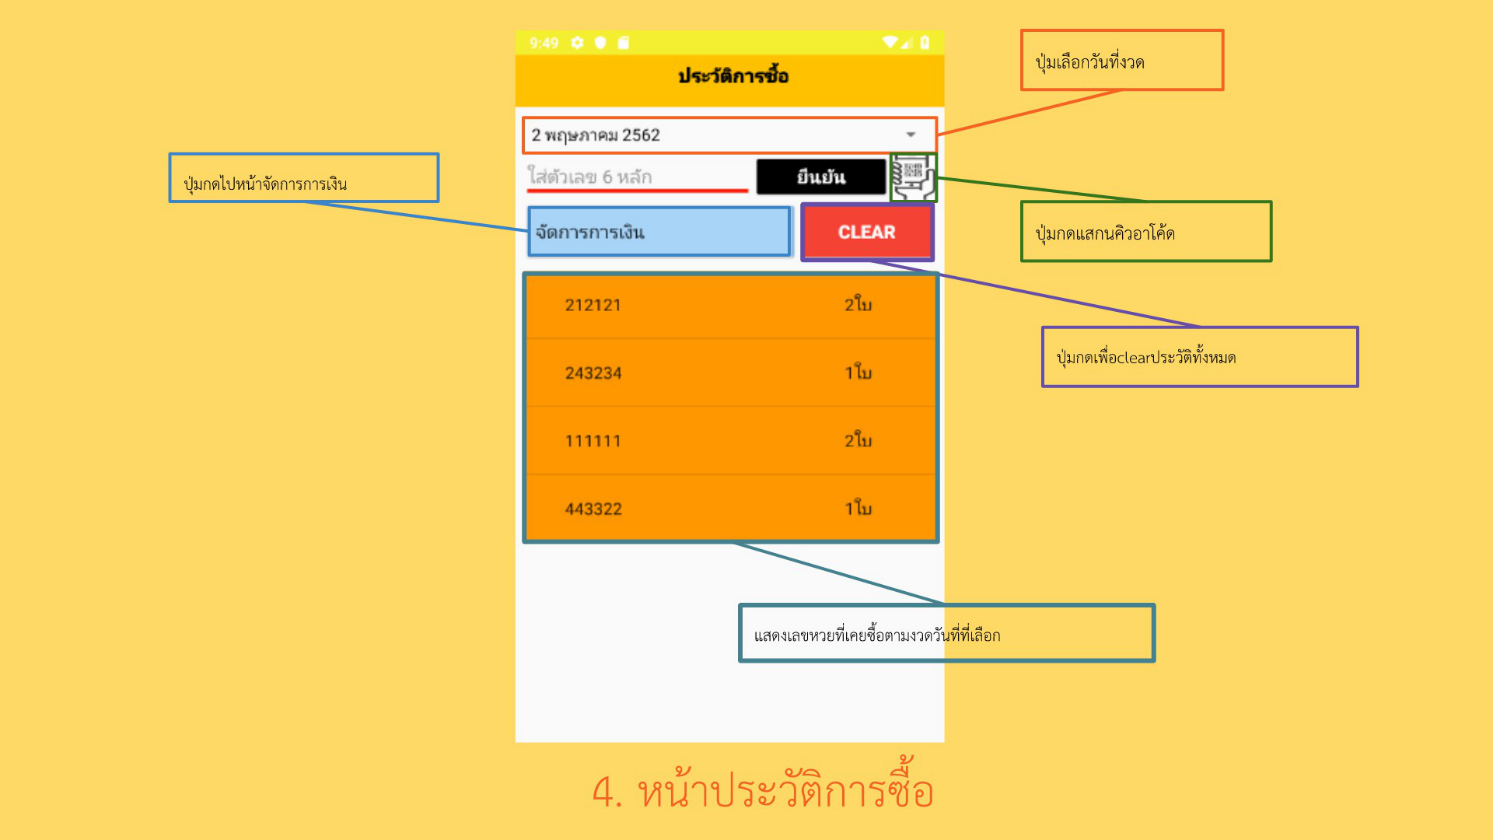 9:49
ประวัติการซื้อ
ปุ่มเลือกวันที่งวด
2 พฤษภาคม 2562
ใส่ตัวเลข 6 หลัก
ยืนยัน
ปุ่มกดไปหน้าจัดการการเงิน
จัดการการเงิน
CLEAR
ปุ่มกดแสกนคิวอาโค้ด
212121 2ใบ
ปุ่มกดเพื่อclearประวัติทั้งหมด
243234 1ใบ
111111 2ใบ
443322 1ใบ
แสดงเลขหวยที่เคยซื้อตามงวดวันที่ที่เลือก
4. หน้าประวัติการซื้อ